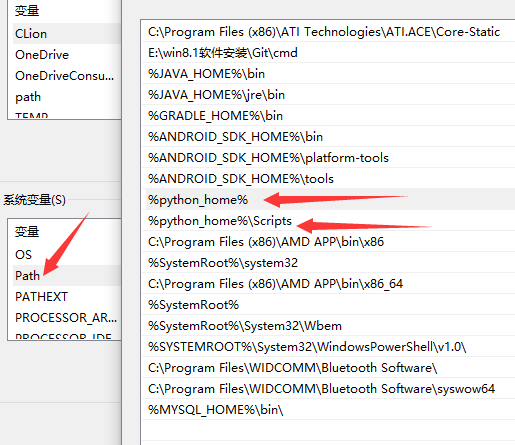 CLion
OneDrive
OneDriveConsu...
path
TEMP
系统变量(S)
变量
OS
Path
PATHEXT
PROCESSOR_AR...
PROCESSOR_IDE
C:\Program Files (x86)\ATI Technologies\ATI.ACE\Core-Static
E:\win8.1软件安装\Git\cmd
%JAVA_HOME%\bin
%JAVA_HOME%\jre\bin
%GRADLE_HOME%\bin
%ANDROID_SDK_HOME%\bin
%ANDROID_SDK_HOME%\platform-tools
%ANDROID_SDK_HOME%\tools
%python_home%
%python_home%\Scripts
C:\Program Files (x86)\AMD APP\bin\x86
%SystemRoot%\system32
C:\Program Files (x86)\AMD APP\bin\x86_64
%SystemRoot%
%SystemRoot%\System32\Wbem
%SYSTEMROOT%\System32\WindowsPowerShell\v1.0\
C:\Program Files\WIDCOMM\Bluetooth Software\
C:\Program Files\WIDCOMM\Bluetooth Software\syswow64
%MYSQL_HOME%\bin\